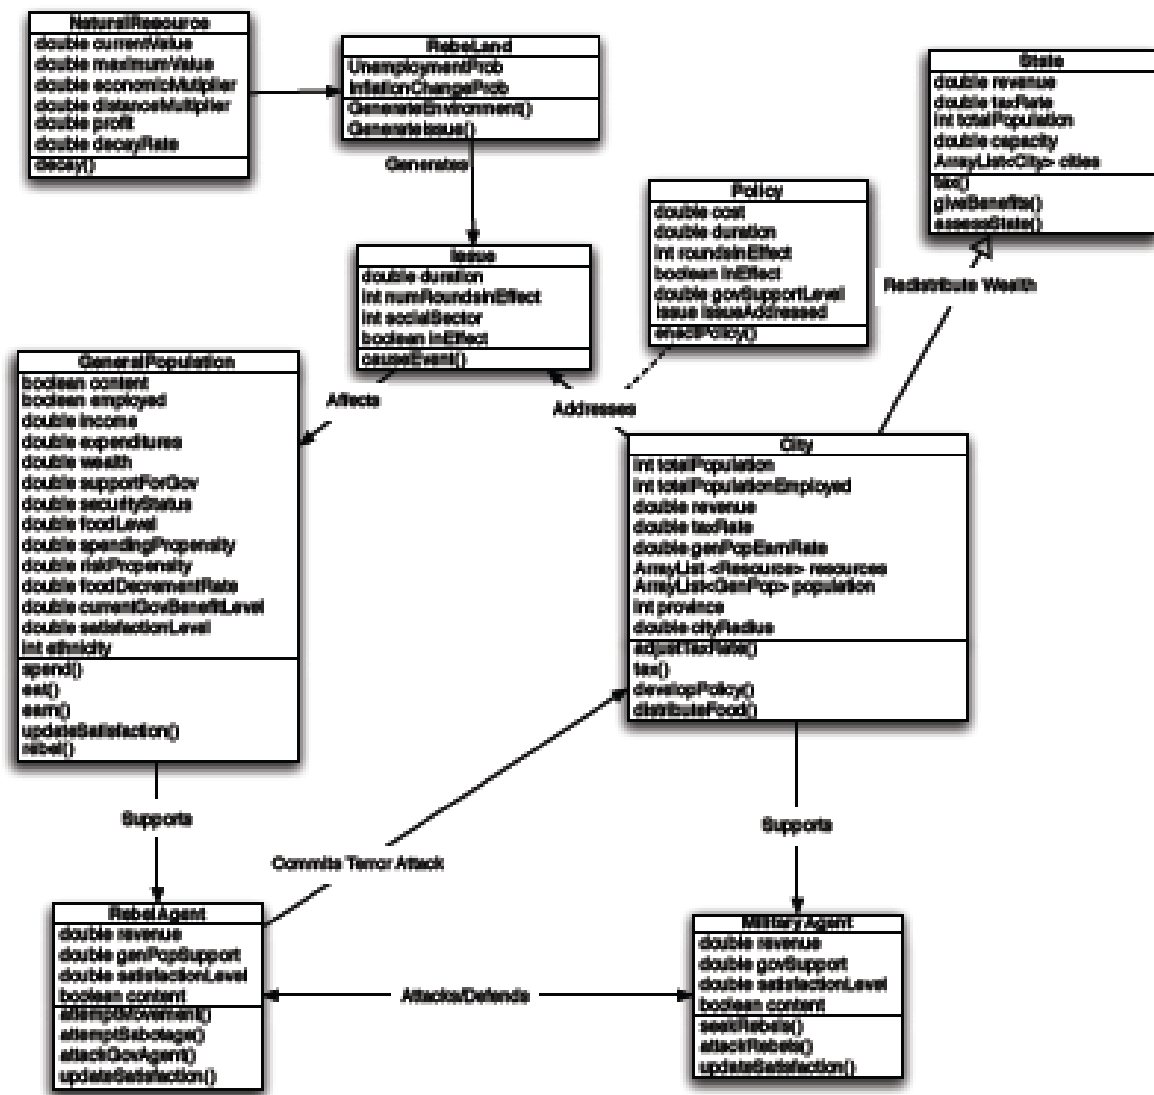 NaturalResource
double currentValue
double maximumValue
double economicMutiplier
double distanceMultiplier
double profit
double decayRate
decay()
RebeLand
UnemploymentProb
InflationChangeProb
GenerateEnvironment()
GenerateIssue()
State
double revenue
double taxRate
int totalPopulation
double capacity
ArrayList<City> cities
tax()
giveBenefits()
assessState()
Generates
Policy
double cost
double duration
int roundsInEffect
boolean inEffect
double govSupportLevel
Issue issueAddressed
enactPolicy()
Issue
double duration
int numRoundsInEffect
int socialSector
boolean inEffect
causeEvent()
Redistribute Wealth
Affects
Addresses
GeneralPopulation
boolean content
boolean employed
double income
double expenditures
double wealth
double supportForGov
double securityStatus
double foodLevel
double spendingPropensity
double riskPropensity
double foodDecrementRate
double currentGovBenefitLevel
double satisfactionLevel
int ethnicity
spend()
eat()
earn()
updateSatisfaction()
rebel()
City
int totalPopulation
int totalPopulationEmployed
double revenue
double taxRate
double genPopEarnRate
ArrayList <Resource> resources
ArrayList<GenPop> population
int province
double cityRadius
adjustTaxRate()
tax()
developPolicy()
distributeFood()
Supports
Supports
Commits Terror Attack
RebelAgent
double revenue
double genPopSupport
double satisfactionLevel
boolean content
attemptMovement()
attemptSabotage()
attackGovAgent()
updateSatisfaction()
Attacks/Defends
Military Agent
double revenue
double govSupport
double satisfactionLevel
boolean content
seekRebels()
attackRebels()
updateSatisfaction()